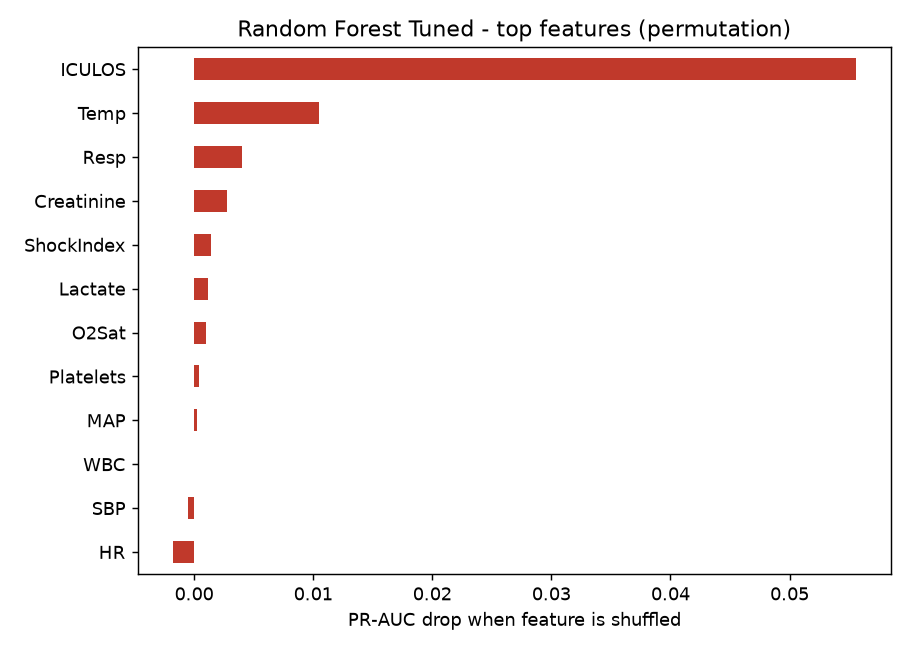 Random Forest Tuned - top features (permutation)
ICULOS
Temp
Resp
Creatinine
ShockIndex
Lactate
O2Sat
Platelets
MAP
WBC
SBP
HR
0.00 0.01 0.02 0.03 0.04 0.05
PR-AUC drop when feature is shuffled